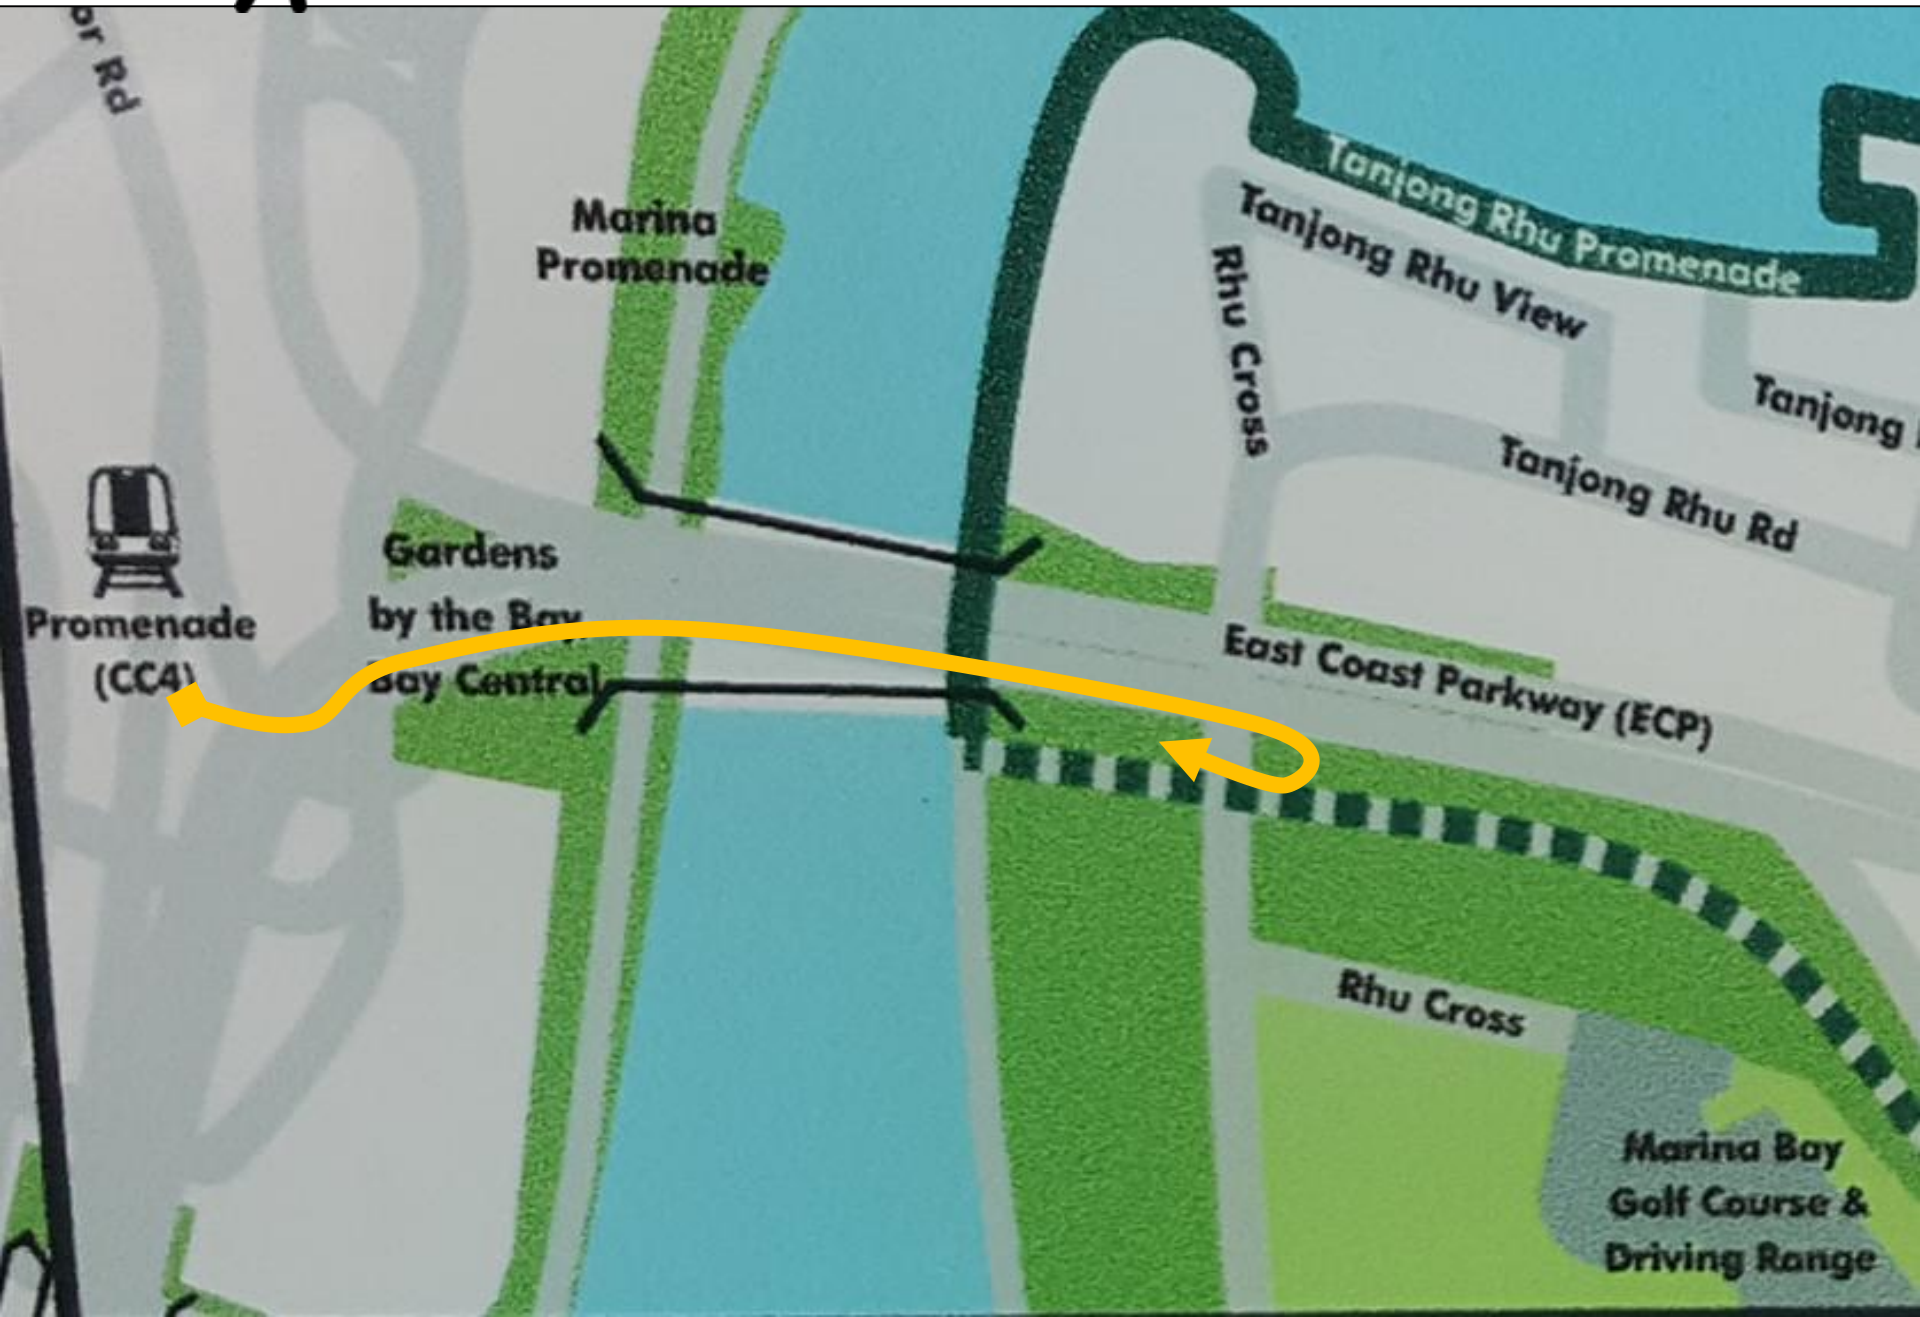 Rd
Marina
Promenade
Tanjong Rhu Promenade
Tanjong Rhu View
Rhu Cross
Tanjong
Tanjong Rhu Rd
Gardens
by the Bay,
Bay Central
Promenade
(CC4)
East Coast Parkway (ECP)
Rhu Cross
Marina Bay
Golf Course &
Driving Range